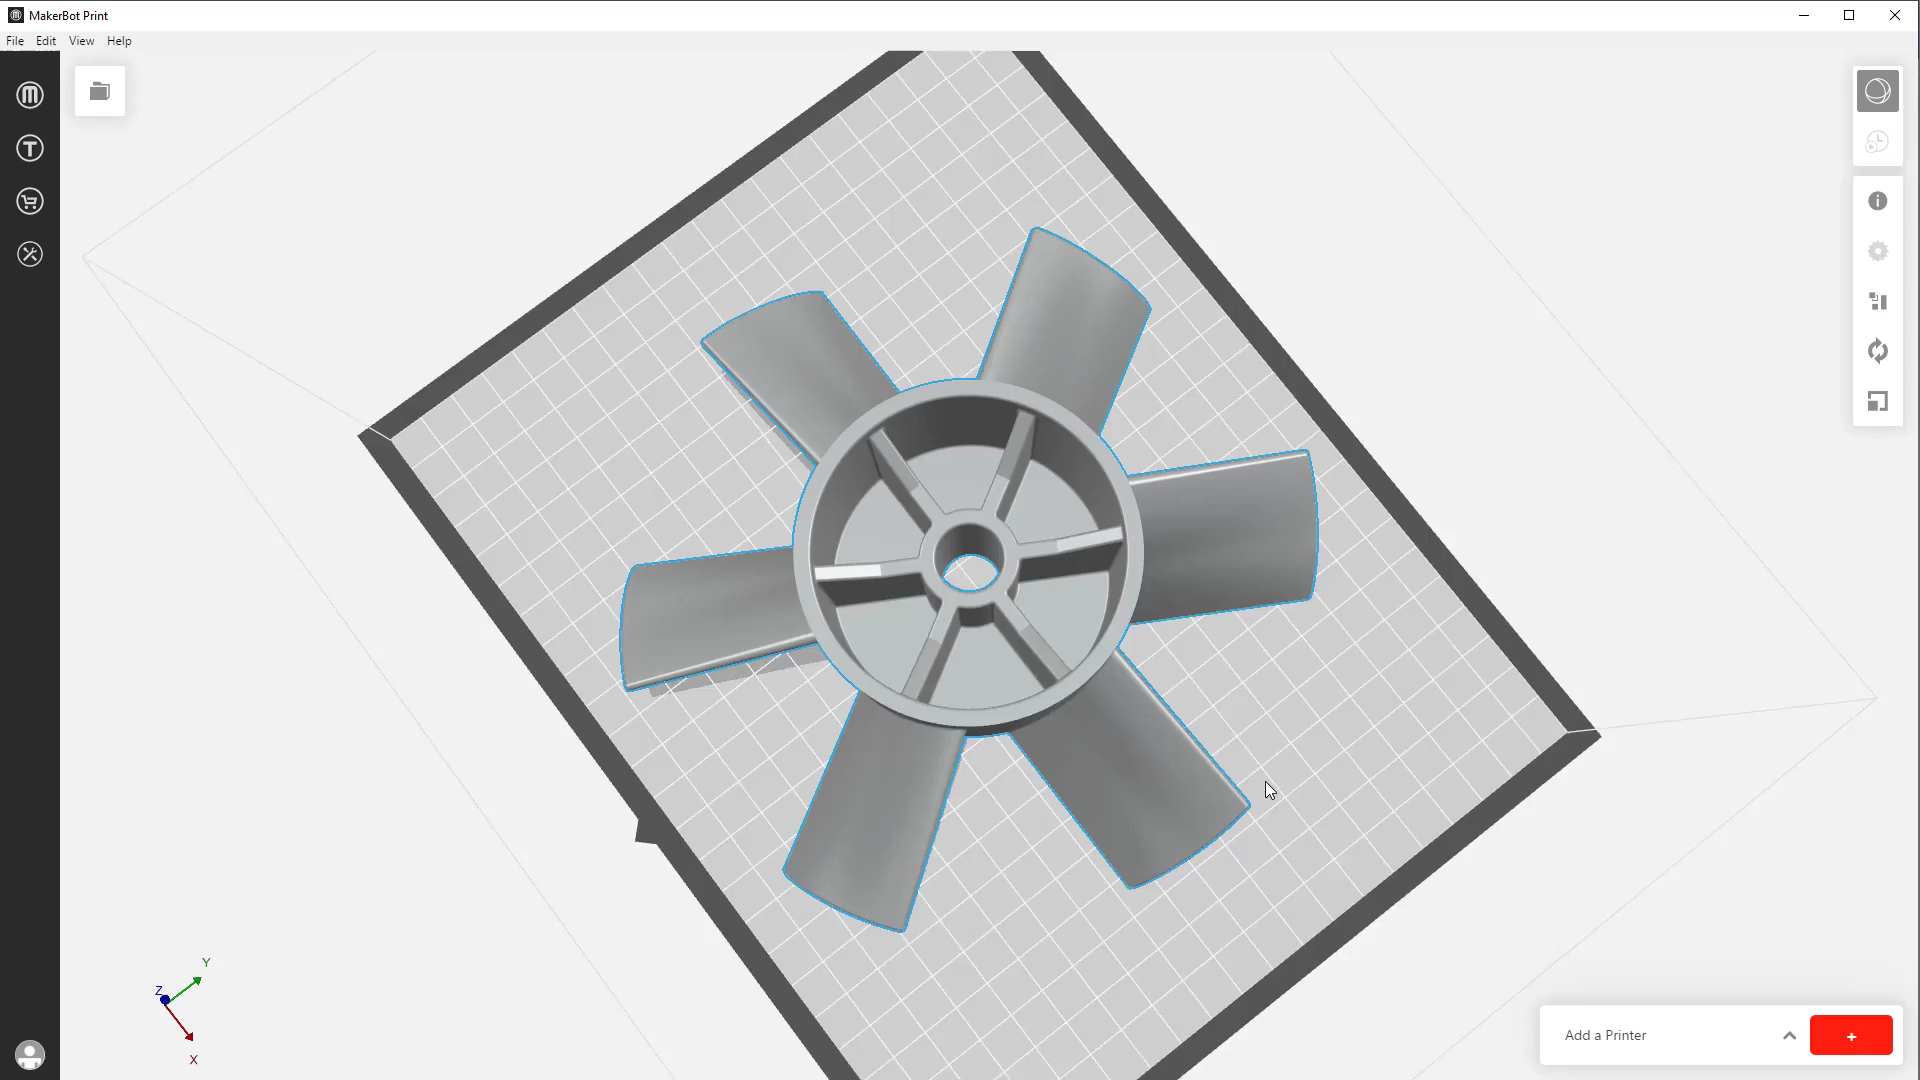 MakerBot Print
File Edit View Help
Y
Z
X
Add a Printer